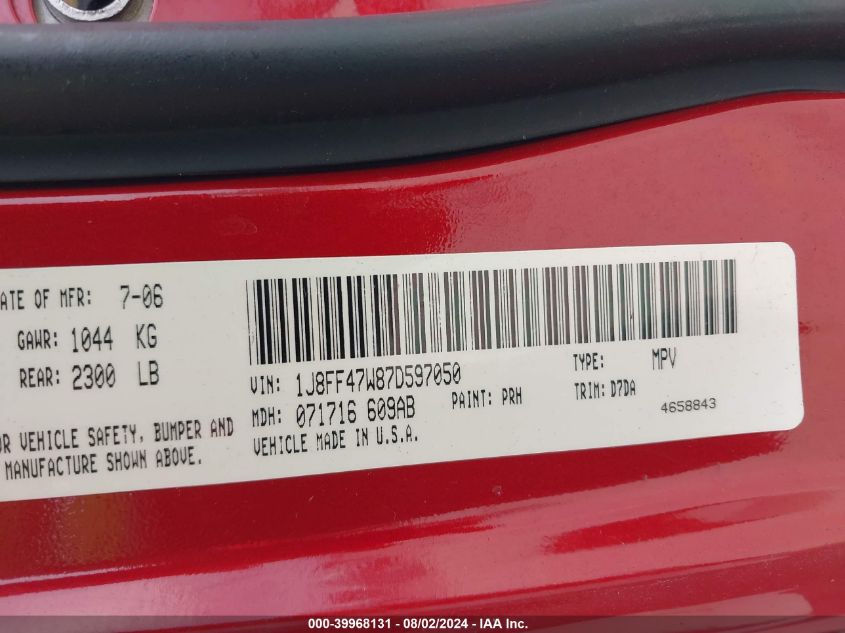 ATE OF MFR: 7-06
GAWR: 1044 KG
REAR: 2300 LB
OR VEHICLE SAFETY, BUMPER AND
MANUFACTURE SHOWN ABOVE.
VIN: 1J8FF47W87D597050
TYPE: MPV
MDH: 071716 609AB
PAINT: PRH
TRIM: D7DA
VEHICLE MADE IN U.S.A.
4658843
000-39968131 - 08/02/2024 - IAA Inc.